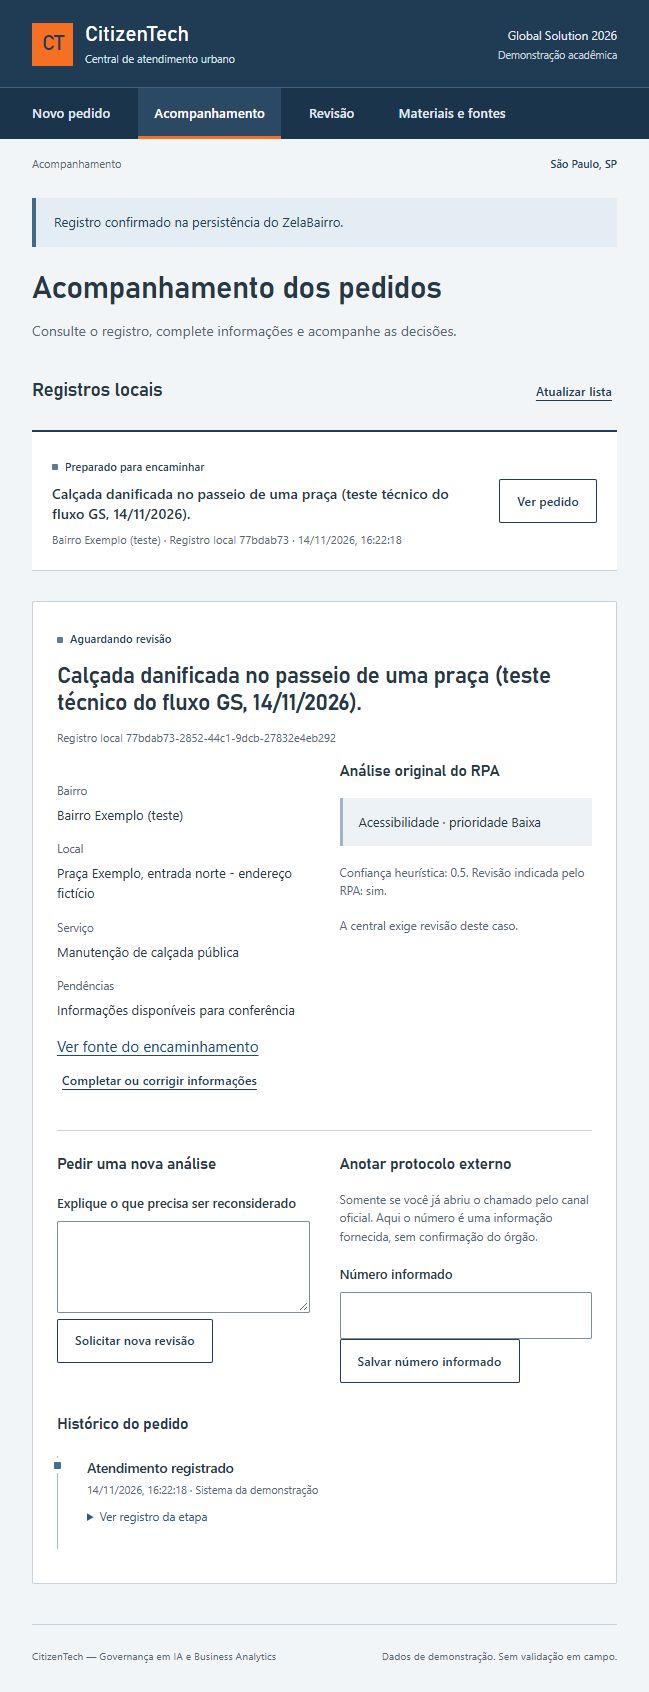 CT
CitizenTech
Central de atendimento urbano
Global Solution 2026
Demonstração acadêmica
Novo pedido
Acompanhamento
Revisão
Materiais e fontes
Acompanhamento
São Paulo, SP
Registro confirmado na persistência do ZelaBairro.
Acompanhamento dos pedidos
Consulte o registro, complete informações e acompanhe as decisões.
Registros locais
Atualizar lista
Preparado para encaminhar
Calçada danificada no passeio de uma praça (teste técnico do
fluxo GS, 14/11/2026).
Bairro Exemplo (teste) · Registro local 77bdab73 · 14/11/2026, 16:22:18
Ver pedido
Aguardando revisão
Calçada danificada no passeio de uma praça (teste
técnico do fluxo GS, 14/11/2026).
Registro local 77bdab73-2852-44c1-9dcb-27832e4eb292
Bairro
Bairro Exemplo (teste)
Local
Praça Exemplo, entrada norte - endereço
fictício
Serviço
Manutenção de calçada pública
Pendências
Informações disponíveis para conferência
Ver fonte do encaminhamento
Completar ou corrigir informações
Análise original do RPA
Acessibilidade · prioridade Baixa
Confiança heurística: 0.5. Revisão indicada pelo
RPA: sim.
A central exige revisão deste caso.
Pedir uma nova análise
Explique o que precisa ser reconsiderado
Solicitar nova revisão
Anotar protocolo externo
Somente se você já abriu o chamado pelo canal
oficial. Aqui o número é uma informação
fornecida, sem confirmação do órgão.
Número informado
Salvar número informado
Histórico do pedido
Atendimento registrado
14/11/2026, 16:22:18 · Sistema da demonstração
Ver registro da etapa
CitizenTech — Governança em IA e Business Analytics
Dados de demonstração. Sem validação em campo.